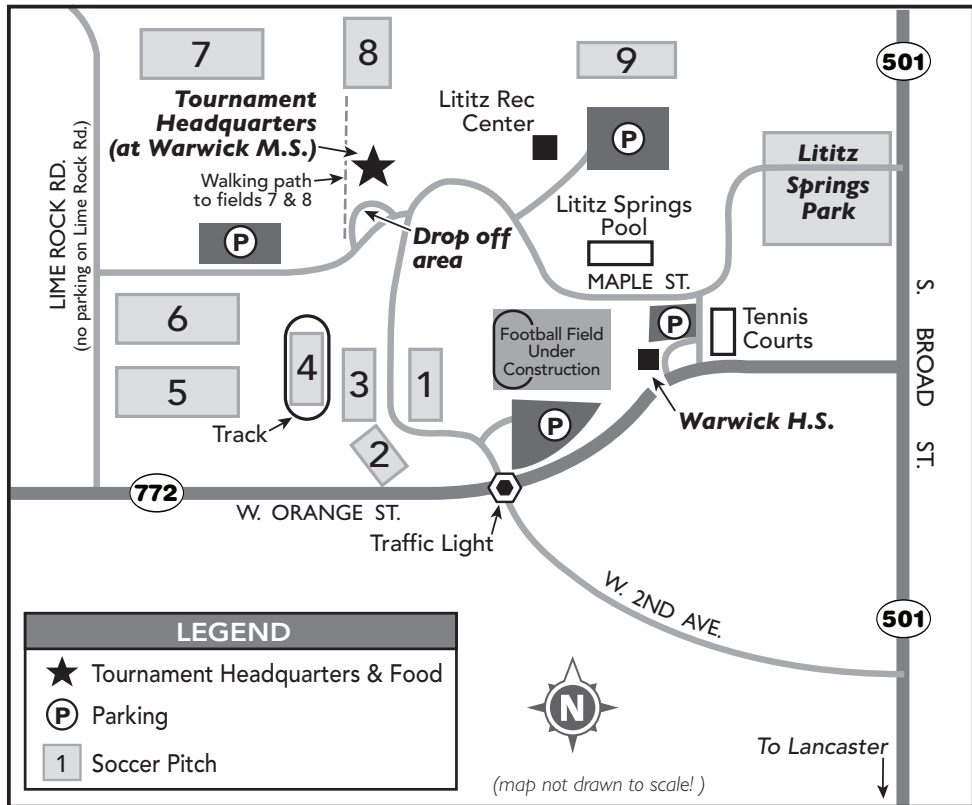 7
8
9
501
Tournament
Headquarters
(at Warwick M.S.)
Lititz Rec
Center
P
Lititz
Springs
Park
Walking path
to fields 7 & 8
LIME ROCK RD.
(no parking on Lime Rock Rd.)
P
Drop off
area
Lititz Springs
Pool
MAPLE ST.
6
5
4
3
1
2
Track
Football Field
Under
Construction
P
Tennis
Courts
P
Warwick H.S.
S. BROAD ST.
772
W. ORANGE ST.
Traffic Light
W. 2ND AVE.
501
LEGEND
Tournament Headquarters & Food
P Parking
1 Soccer Pitch
N
To Lancaster
(map not drawn to scale! )